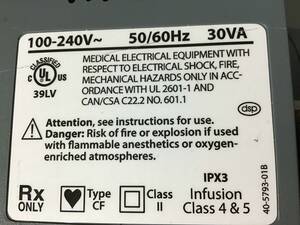 100-240V~ 50/60Hz 30VA
CLASSIFIED
C UL US
39LV
MEDICAL ELECTRICAL EQUIPMENT WITH
RESPECT TO ELECTRICAL SHOCK, FIRE,
MECHANICAL HAZARDS ONLY IN ACC-
ORDANCE WITH UL 2601-1 AND
CAN/CSA C22.2 NO. 601.1
dsp
Attention, see instructions for use.
Danger: Risk of fire or explosion if used
with flammable anesthetics or oxygen-
enriched atmospheres.
Rx ONLY
Type CF
Class II
IPX3
Infusion
Class 4 & 5
40-5793-01B